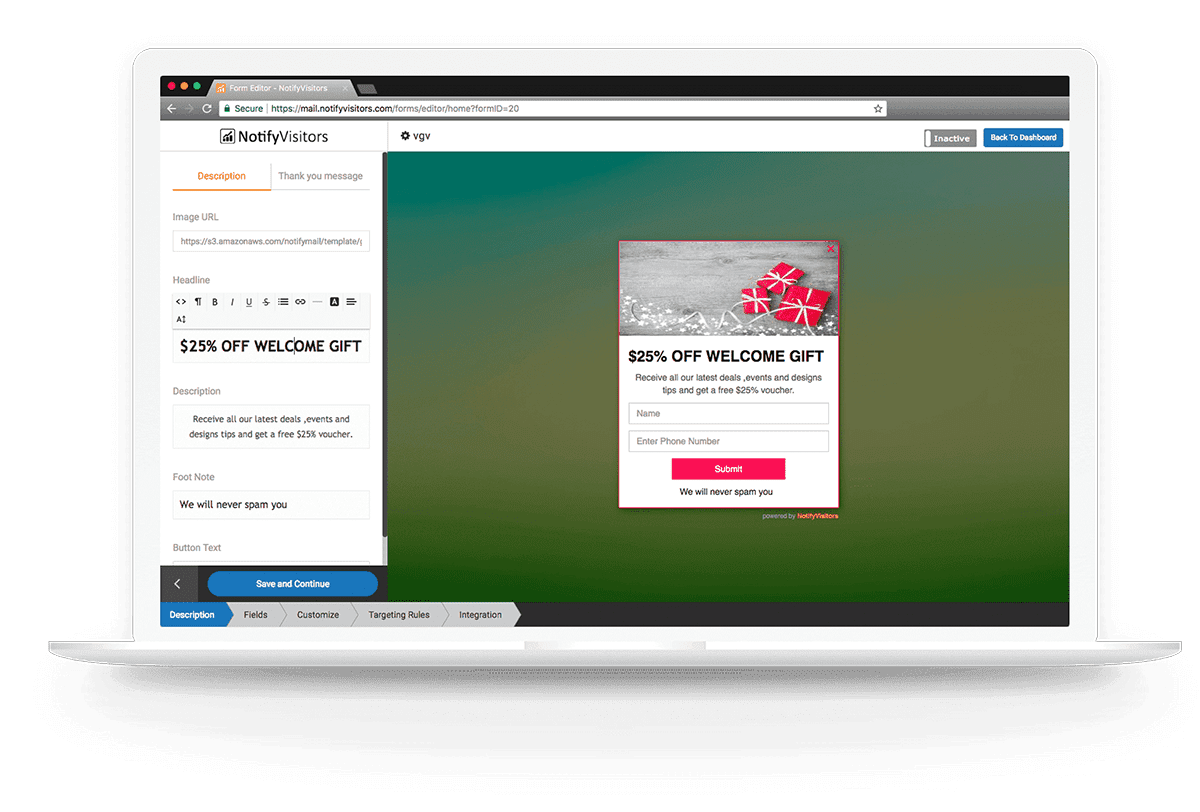 Form Editor - NotifyVisitors
Secure | https://mail.notifyvisitors.com/forms/editor/home?formID=20
NotifyVisitors
vgv
Inactive
Back To Dashboard
Description
Thank you message
Image URL
https://s3.amazonaws.com/notifymail/template/
Headline
$25% OFF WELCOME GIFT
Description
Receive all our latest deals ,events and
designs tips and get a free $25% voucher.
Foot Note
We will never spam you
Button Text
Save and Continue
Description
Fields
Customize
Targeting Rules
Integration
$25% OFF WELCOME GIFT
Receive all our latest deals ,events and designs
tips and get a free $25% voucher.
Name
Enter Phone Number
Submit
We will never spam you
powered by NotifyVisitors